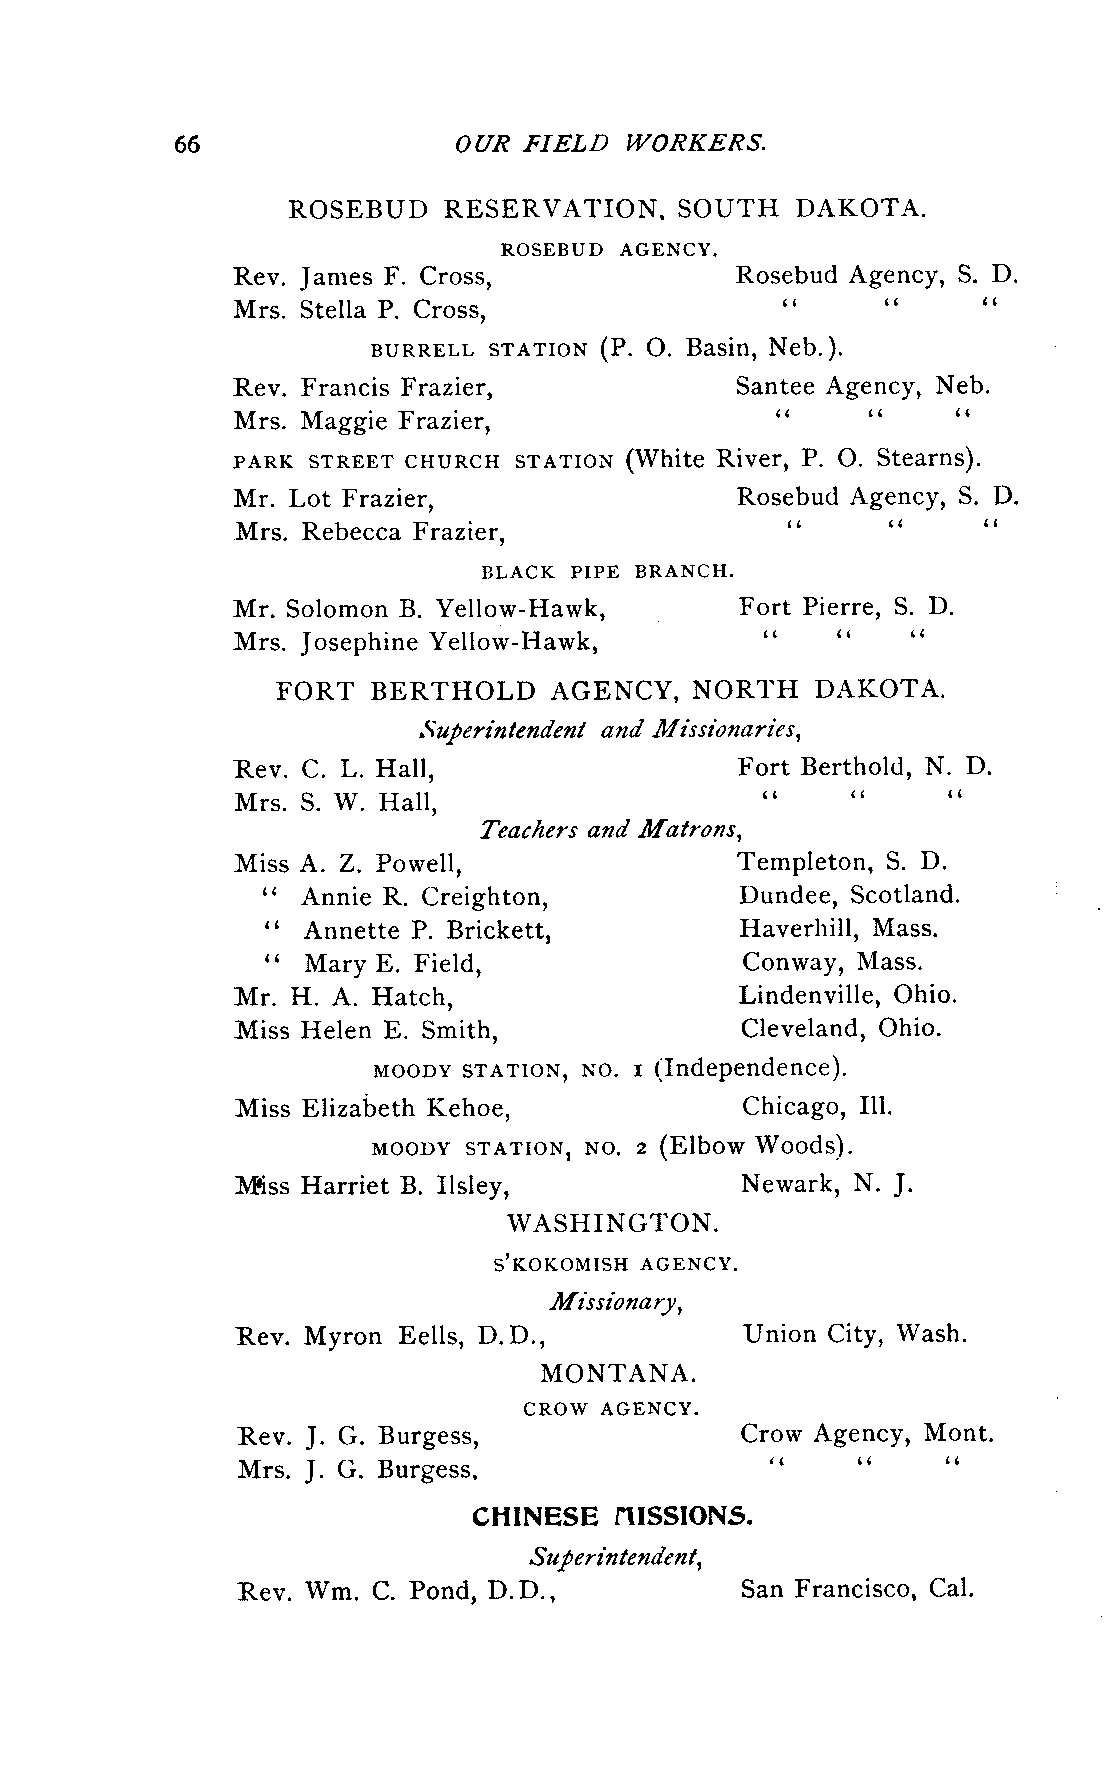 66 OUR FIELD WORKERS.
ROSEBUD RESERVATION, SOUTH DAKOTA.
ROSEBUD AGENCY.
Rev. James F. Cross, Rosebud Agency, S. D.
Mrs. Stella P. Cross, “ “ “
BURRELL STATION (P. O. Basin, Neb.).
Rev. Francis Frazier, Santee Agency, Neb.
Mrs. Maggie Frazier, “ “ “
PARK STREET CHURCH STATION (White River, P. O. Stearns).
Mr. Lot Frazier, Rosebud Agency, S. D.
Mrs. Rebecca Frazier, “ “ “
BLACK PIPE BRANCH.
Mr. Solomon B. Yellow-Hawk, Fort Pierre, S. D.
Mrs. Josephine Yellow-Hawk, “ “ “
FORT BERTHOLD AGENCY, NORTH DAKOTA.
Superintendent and Missionaries,
Rev. C. L. Hall, Fort Berthold, N. D.
Mrs. S. W. Hall, “ “ “
Teachers and Matrons,
Miss A. Z. Powell, Templeton, S. D.
“ Annie R. Creighton, Dundee, Scotland.
“ Annette P. Brickett, Haverhill, Mass.
“ Mary E. Field, Conway, Mass.
Mr. H. A. Hatch, Lindenville, Ohio.
Miss Helen E. Smith, Cleveland, Ohio.
MOODY STATION, NO. 1 (Independence).
Miss Elizabeth Kehoe, Chicago, Ill.
MOODY STATION, NO. 2 (Elbow Woods).
Miss Harriet B. Ilsley, Newark, N. J.
WASHINGTON.
S'KOKOMISH AGENCY.
Missionary,
Rev. Myron Eells, D.D., Union City, Wash.
MONTANA.
CROW AGENCY.
Rev. J. G. Burgess, Crow Agency, Mont.
Mrs. J. G. Burgess, “ “ “
CHINESE MISSIONS.
Superintendent,
Rev. Wm. C. Pond, D.D., San Francisco, Cal.